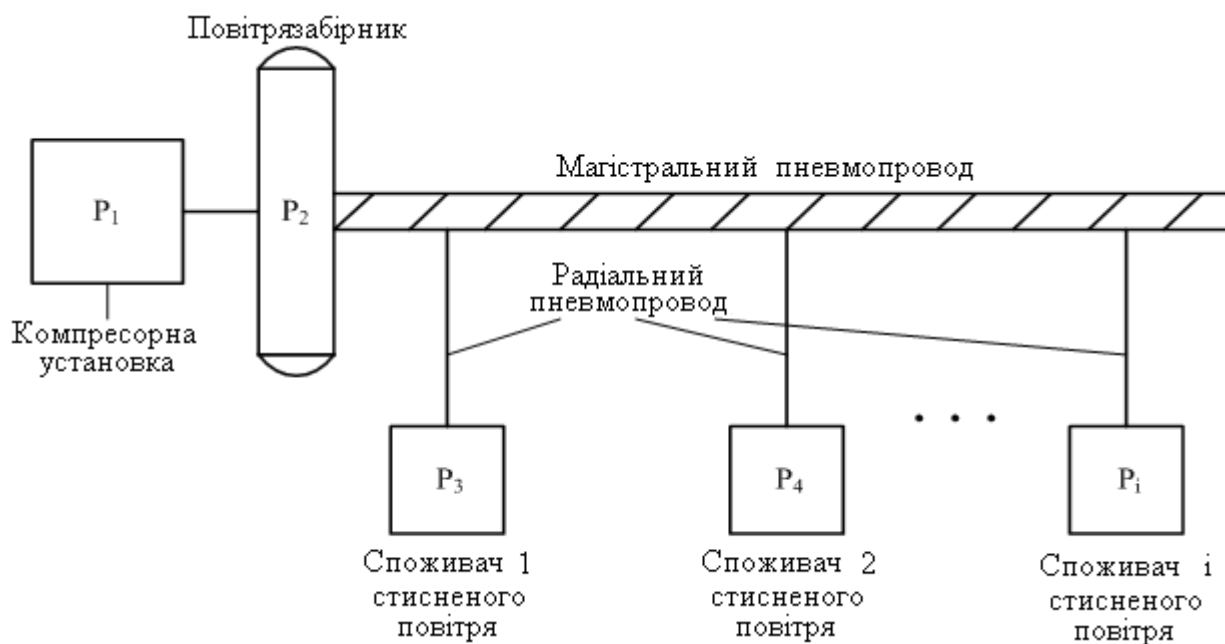 Повітрязабірник
Магістральний пневмопровод
P₁
P₂
Радіальний
пневмопровод
Компресорна
установка
P₃
P₄
. . .
Pᵢ
Споживач 1
стисненого
повітря
Споживач 2
стисненого
повітря
Споживач і
стисненого
повітря